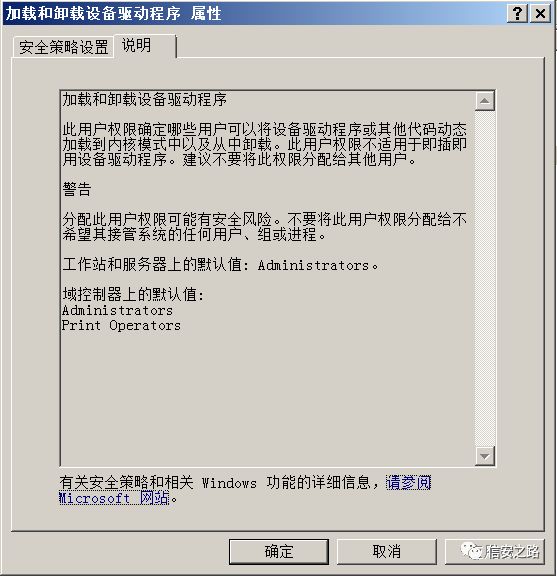 加载和卸载设备驱动程序 属性
安全策略设置 说明
加载和卸载设备驱动程序
此用户权限确定哪些用户可以将设备驱动程序或其他代码动态
加载到内核模式中以及从中卸载。此用户权限不适用于即插即
用设备驱动程序。建议不要将此权限分配给其他用户。
警告
分配此用户权限可能有安全风险。不要将此用户权限分配给不
希望其接管系统的任何用户、组或进程。
工作站和服务器上的默认值: Administrators。
域控制器上的默认值:
Administrators
Print Operators
有关安全策略和相关 Windows 功能的详细信息，请参阅
Microsoft 网站。
确定 取消 信安之路